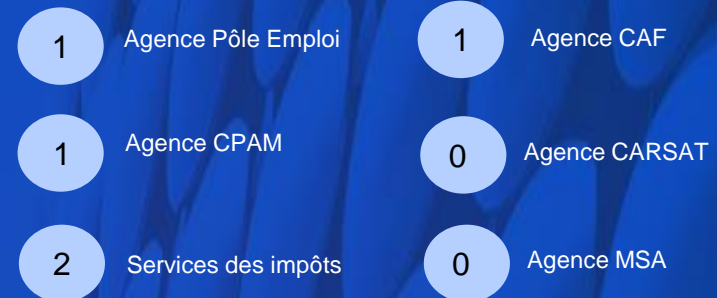 1 Agence Pôle Emploi
1 Agence CAF
1 Agence CPAM
0 Agence CARSAT
2 Services des impôts
0 Agence MSA